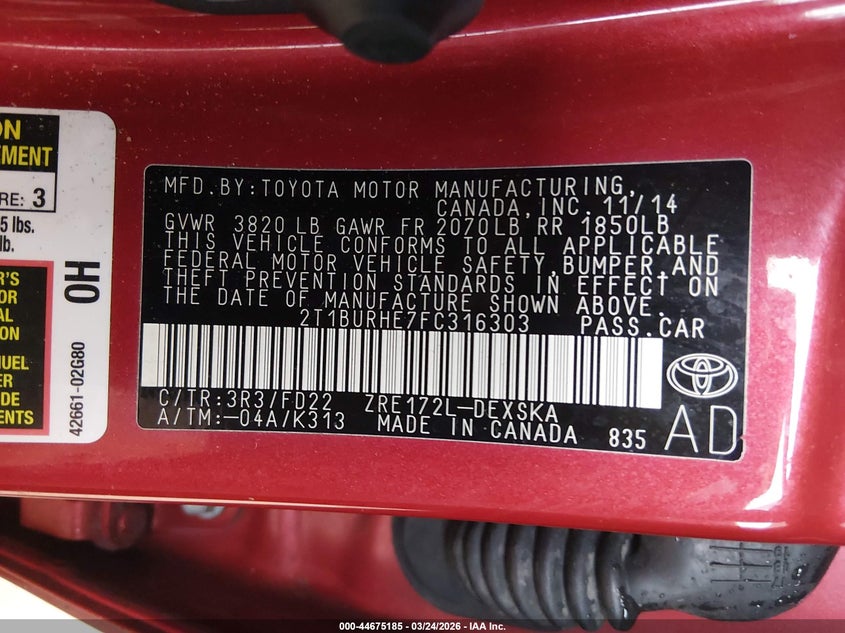 ON
EMENT
RE: 3
5 lbs.
lb.
R'S
OR
AL
ION
NUEL
ER
DE
ENTS
OH
42661-02G80
MFD.BY:TOYOTA MOTOR MANUFACTURING,
CANADA,INC. 11/14
GVWR 3820 LB GAWR FR 2070LB RR 1850LB
THIS VEHICLE CONFORMS TO ALL APPLICABLE
FEDERAL MOTOR VEHICLE SAFETY,BUMPER,AND
THEFT PREVENTION STANDARDS IN EFFECT ON
THE DATE OF MANUFACTURE SHOWN ABOVE.
2T1BURHE7FC316303 PASS.CAR
C/TR:3R3/FD22 ZRE172L-DEXSKA
A/TM:-04A/K313 MADE IN CANADA 835
AD
000-44675185 - 03/24/2026 - IAA Inc.